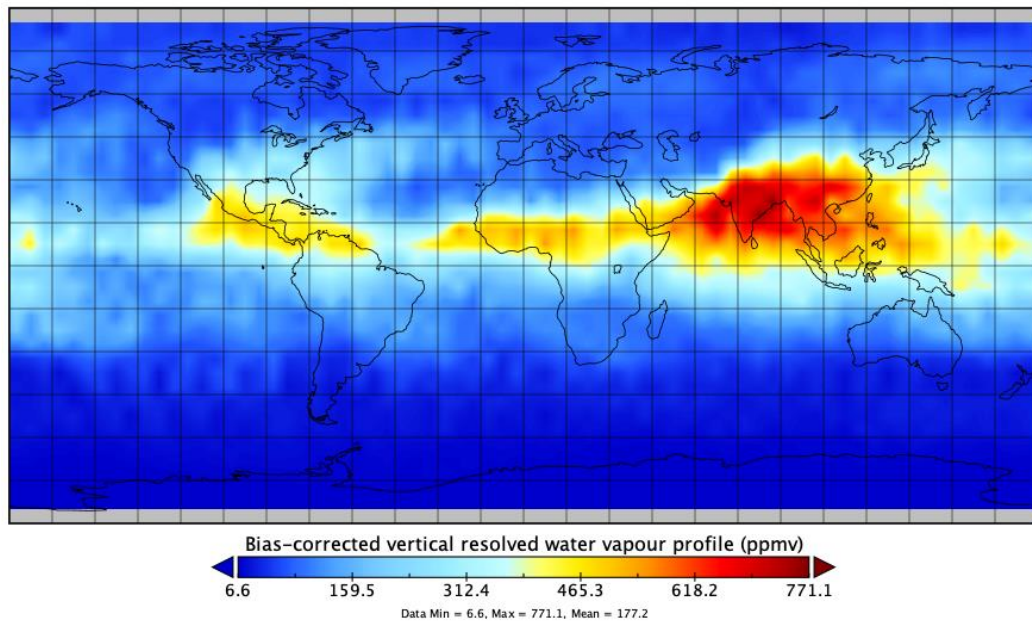 Bias-corrected vertical resolved water vapour profile (ppmv)
6.6 159.5 312.4 465.3 618.2 771.1
Data Min = 6.6, Max = 771.1, Mean = 177.2